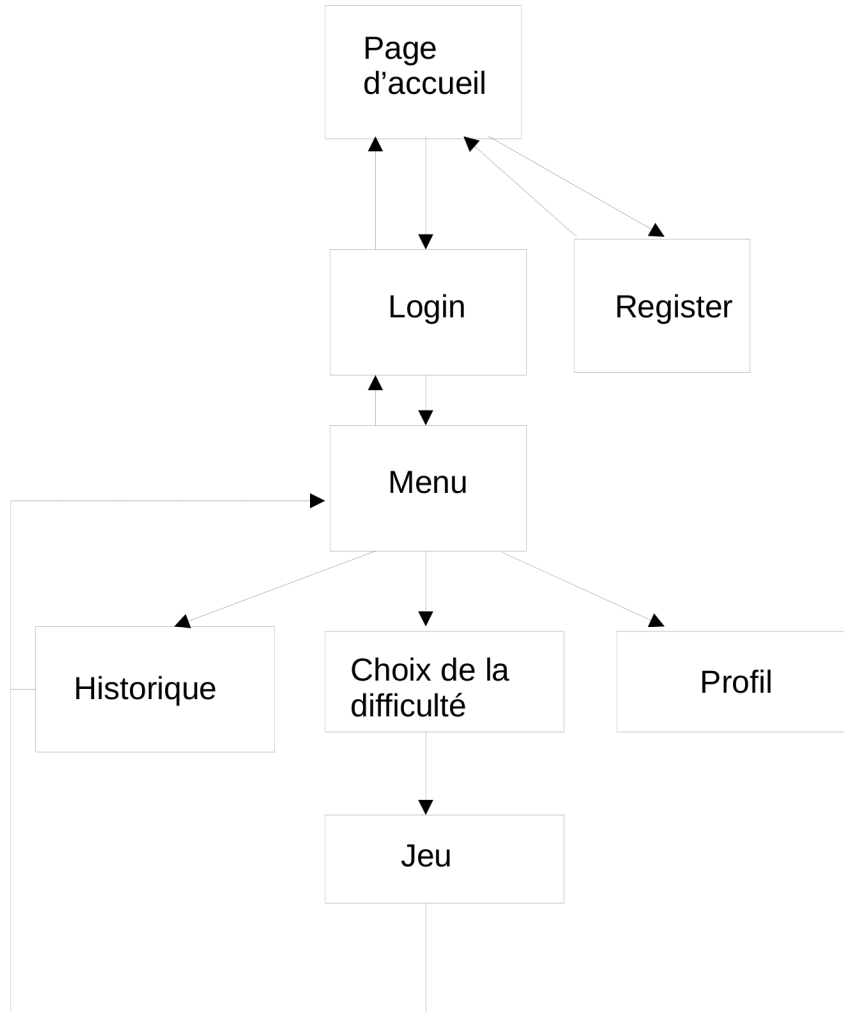 Page
d’accueil
Login
Register
Menu
Historique
Choix de la
difficulté
Profil
Jeu